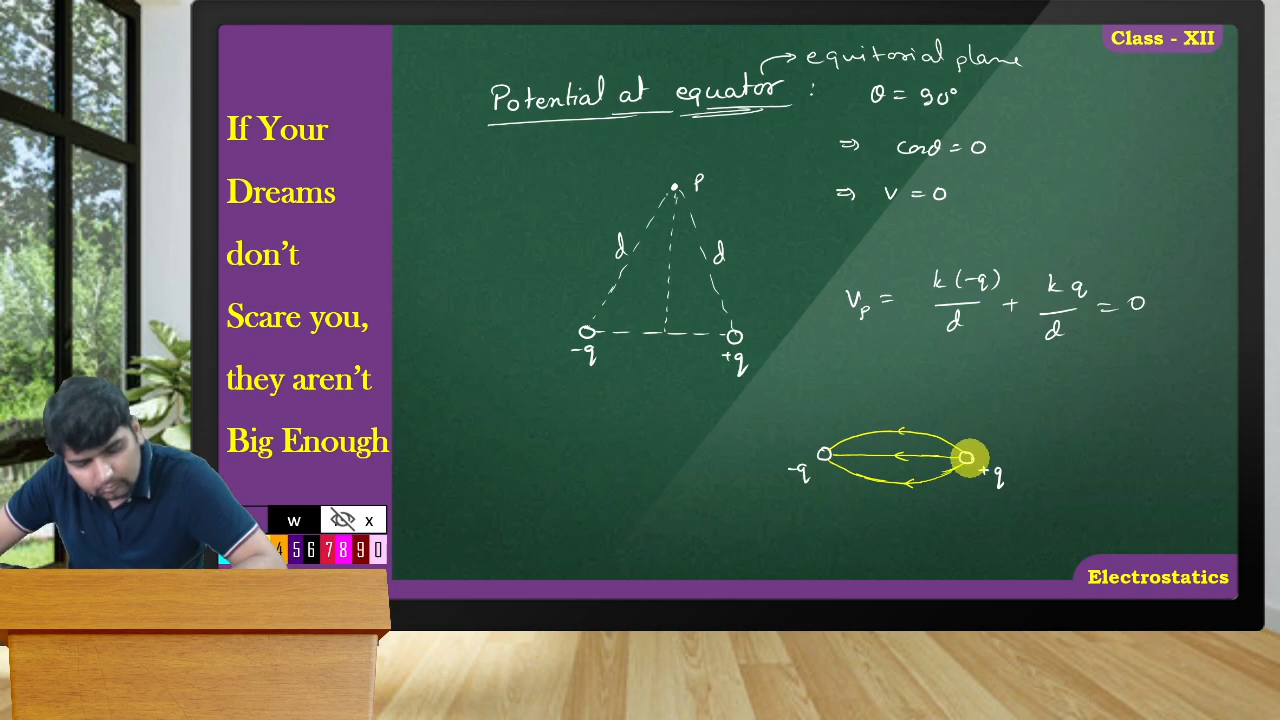 Class - XII
equitorial plane
Potential at equator :
θ = 90°
⇒ cosθ = 0
⇒ V = 0
P
d d
-q +q
V_P = k(-q)/d + kq/d = 0
-q +q
If Your
Dreams
don't
Scare you,
they aren't
Big Enough
w x
4 5 6 7 8 9 0
Electrostatics